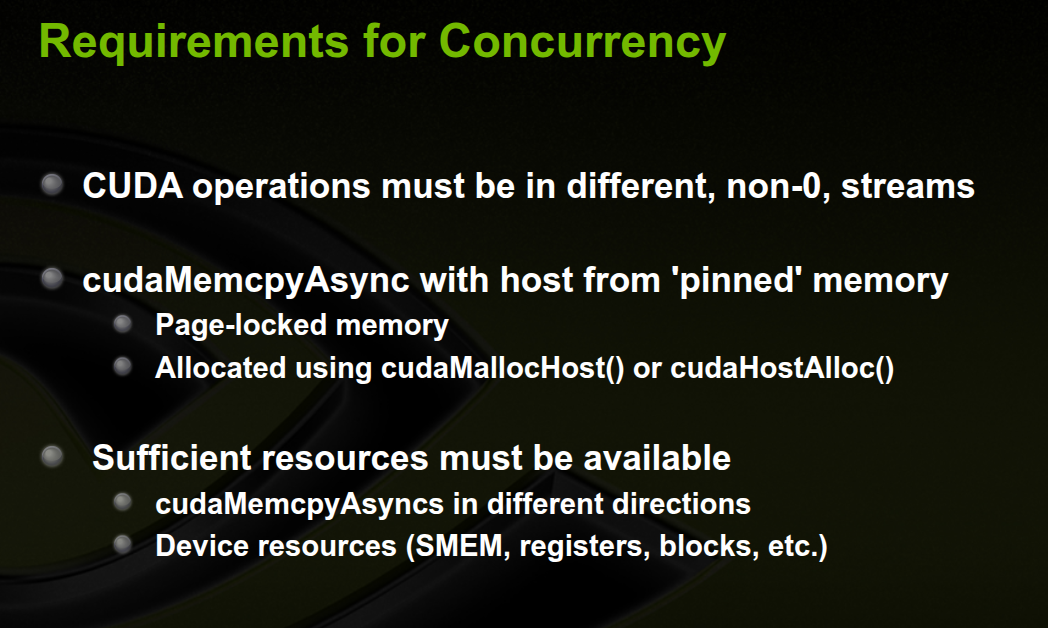 Requirements for Concurrency
CUDA operations must be in different, non-0, streams
cudaMemcpyAsync with host from 'pinned' memory
Page-locked memory
Allocated using cudaMallocHost() or cudaHostAlloc()
Sufficient resources must be available
cudaMemcpyAsyncs in different directions
Device resources (SMEM, registers, blocks, etc.)